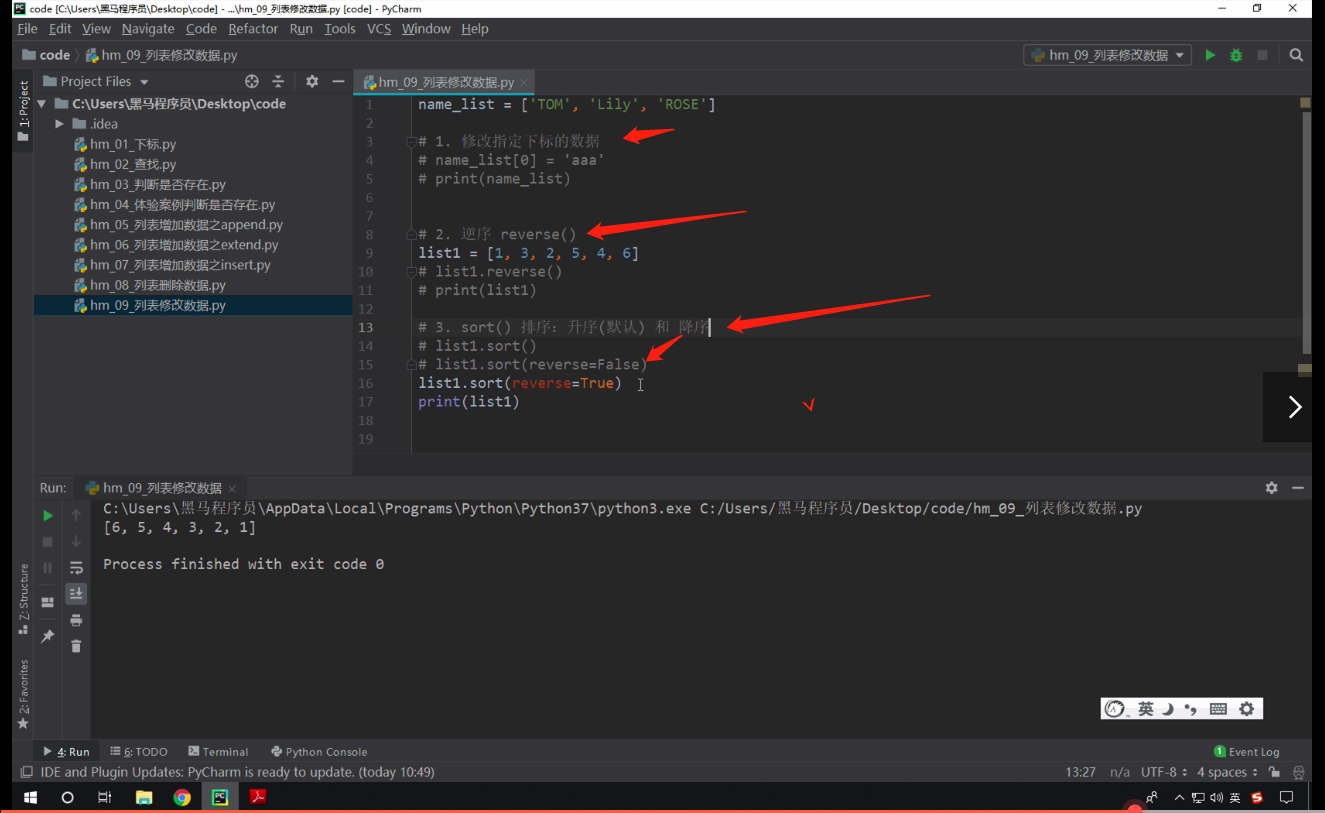 code [C:\Users\黑马程序员\Desktop\code] - ...\hm_09_列表修改数据.py [code] - PyCharm
File Edit View Navigate Code Refactor Run Tools VCS Window Help
code hm_09_列表修改数据.py
hm_09_列表修改数据
1: Project
Project Files
hm_09_列表修改数据.py
C:\Users\黑马程序员\Desktop\code
.idea
hm_01_下标.py
hm_02_查找.py
hm_03_判断是否存在.py
hm_04_体验案例判断是否存在.py
hm_05_列表增加数据之append.py
hm_06_列表增加数据之extend.py
hm_07_列表增加数据之insert.py
hm_08_列表删除数据.py
hm_09_列表修改数据.py
1 name_list = ['TOM', 'Lily', 'ROSE']
2
3 # 1. 修改指定下标的数据
4 # name_list[0] = 'aaa'
5 # print(name_list)
6
7
8 # 2. 逆序 reverse()
9 list1 = [1, 3, 2, 5, 4, 6]
10 # list1.reverse()
11 # print(list1)
12
13 # 3. sort() 排序：升序(默认) 和 降序
14 # list1.sort()
15 # list1.sort(reverse=False)
16 list1.sort(reverse=True)
17 print(list1)
18
19
Run: hm_09_列表修改数据
C:\Users\黑马程序员\AppData\Local\Programs\Python\Python37\python3.exe C:/Users/黑马程序员/Desktop/code/hm_09_列表修改数据.py
[6, 5, 4, 3, 2, 1]
Process finished with exit code 0
Z: Structure
2: Favorites
英
4: Run 6: TODO Terminal Python Console
1 Event Log
IDE and Plugin Updates: PyCharm is ready to update. (today 10:49)
13:27 n/a UTF-8 4 spaces
英